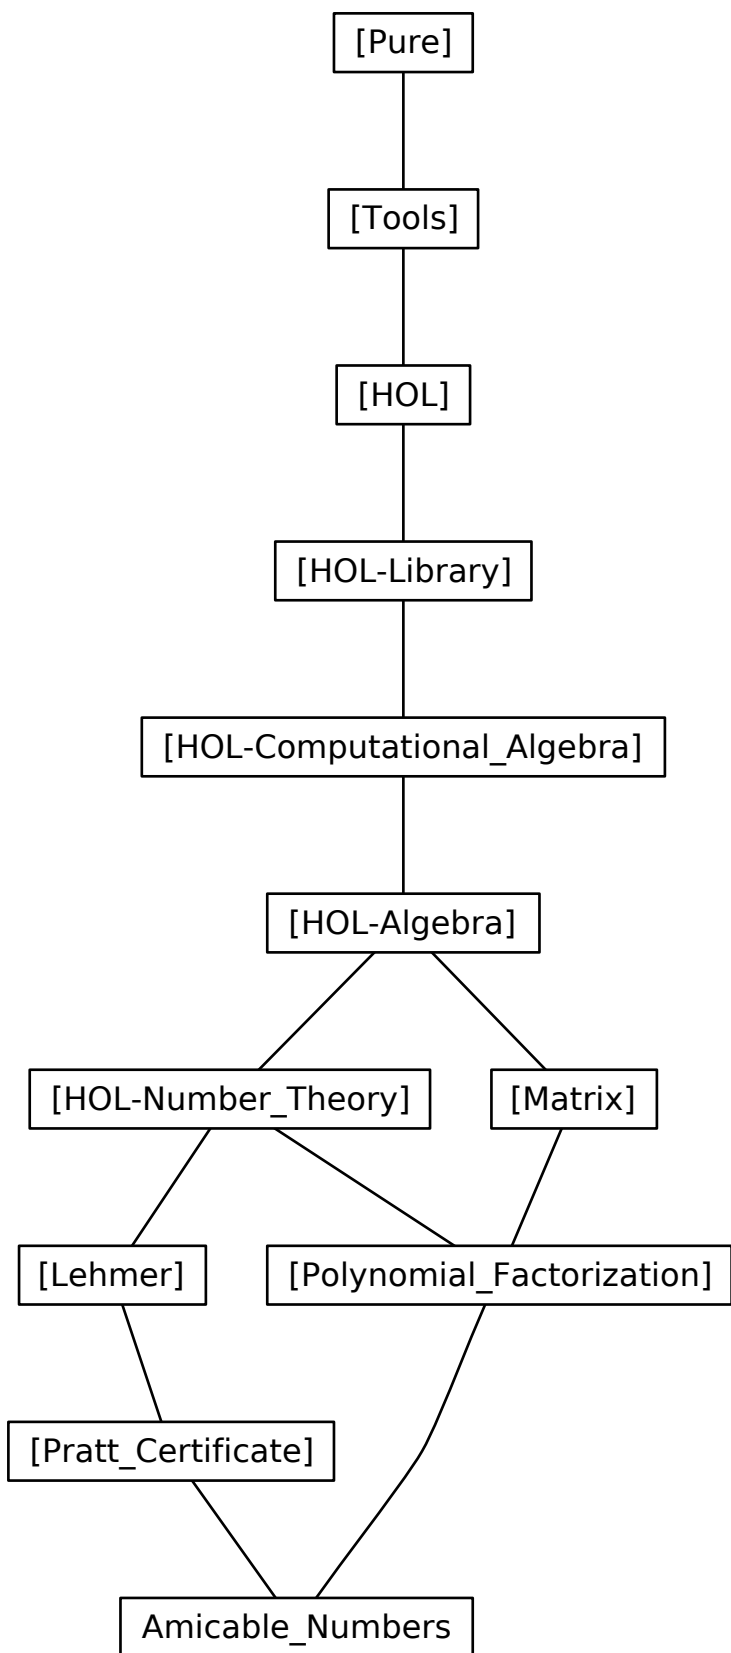 [Pure]
[Tools]
[HOL]
[HOL-Library]
[HOL-Computational_Algebra]
[HOL-Algebra]
[HOL-Number_Theory]
[Matrix]
[Lehmer]
[Polynomial_Factorization]
[Pratt_Certificate]
Amicable_Numbers